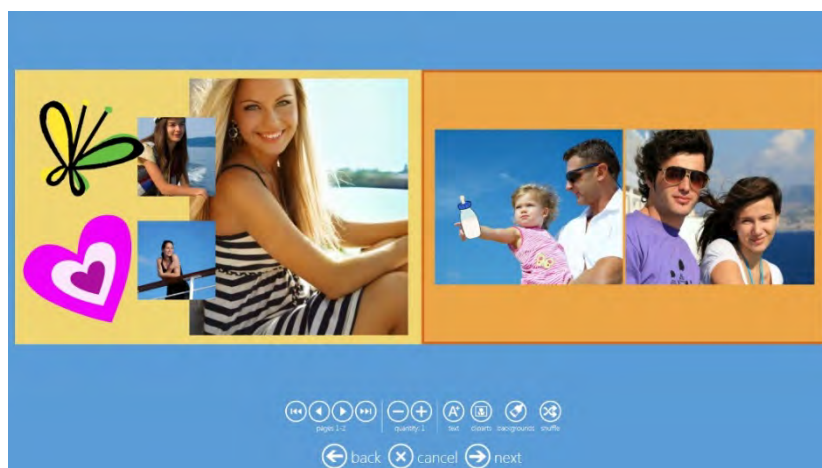 pages 1-2 quantity: 1 text cliparts backgrounds shuffle
back cancel next